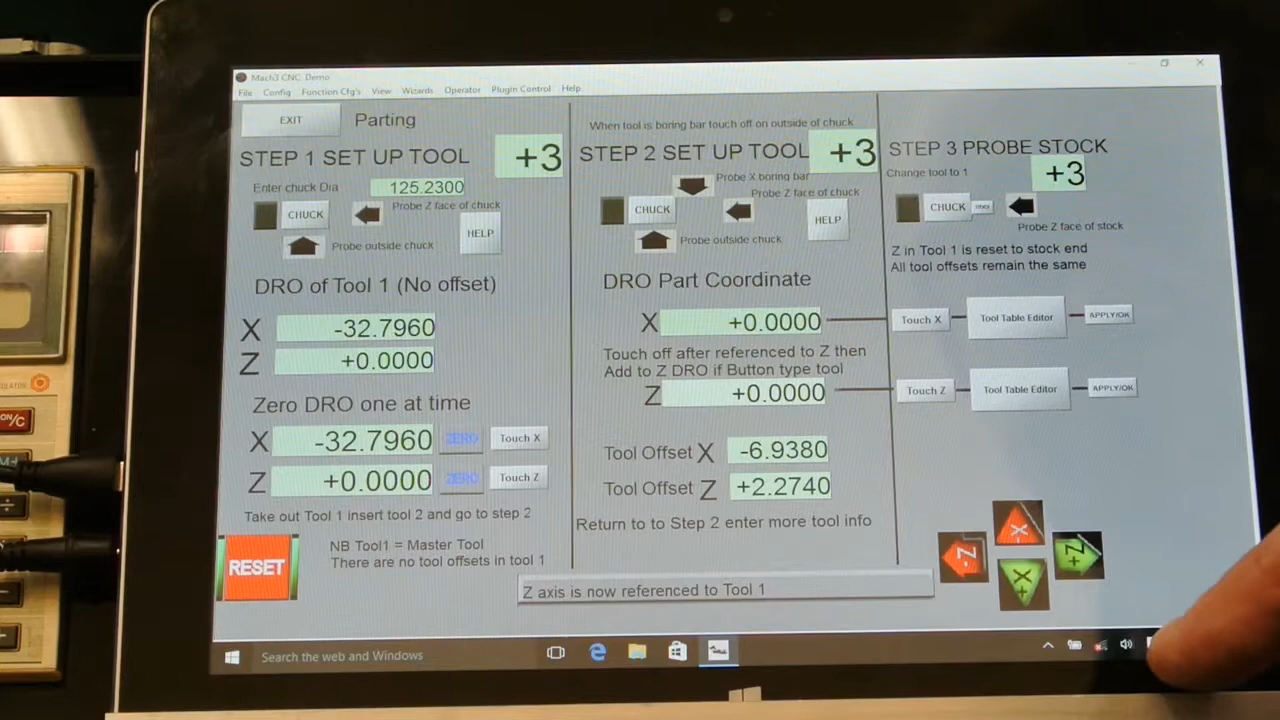 Mach3 CNC Demo
File Config Function Cfg's View Wizards Operator Plugin Control Help
EXIT
Parting
STEP 1 SET UP TOOL
+3
Enter chuck Dia
125.2300
CHUCK
Probe Z face of chuck
Probe outside chuck
HELP
DRO of Tool 1 (No offset)
X -32.7960
Z +0.0000
Zero DRO one at time
X -32.7960 ZERO Touch X
Z +0.0000 ZERO Touch Z
Take out Tool 1 insert tool 2 and go to step 2
RESET
NB Tool1 = Master Tool
There are no tool offsets in tool 1
When tool is boring bar touch off on outside of chuck
STEP 2 SET UP TOOL
+3
Probe X boring bar
Probe Z face of chuck
CHUCK
HELP
Probe outside chuck
DRO Part Coordinate
X +0.0000
Touch off after referenced to Z then
Add to Z DRO if Button type tool
Z +0.0000
Tool Offset X -6.9380
Tool Offset Z +2.2740
Return to to Step 2 enter more tool info
Z axis is now referenced to Tool 1
STEP 3 PROBE STOCK
Change tool to 1
+3
CHUCK
Probe Z face of stock
Z in Tool 1 is reset to stock end
All tool offsets remain the same
Touch X Tool Table Editor APPLY/OK
Touch Z Tool Table Editor APPLY/OK
X-
Z-
Z+
X+
Search the web and Windows
ON/C